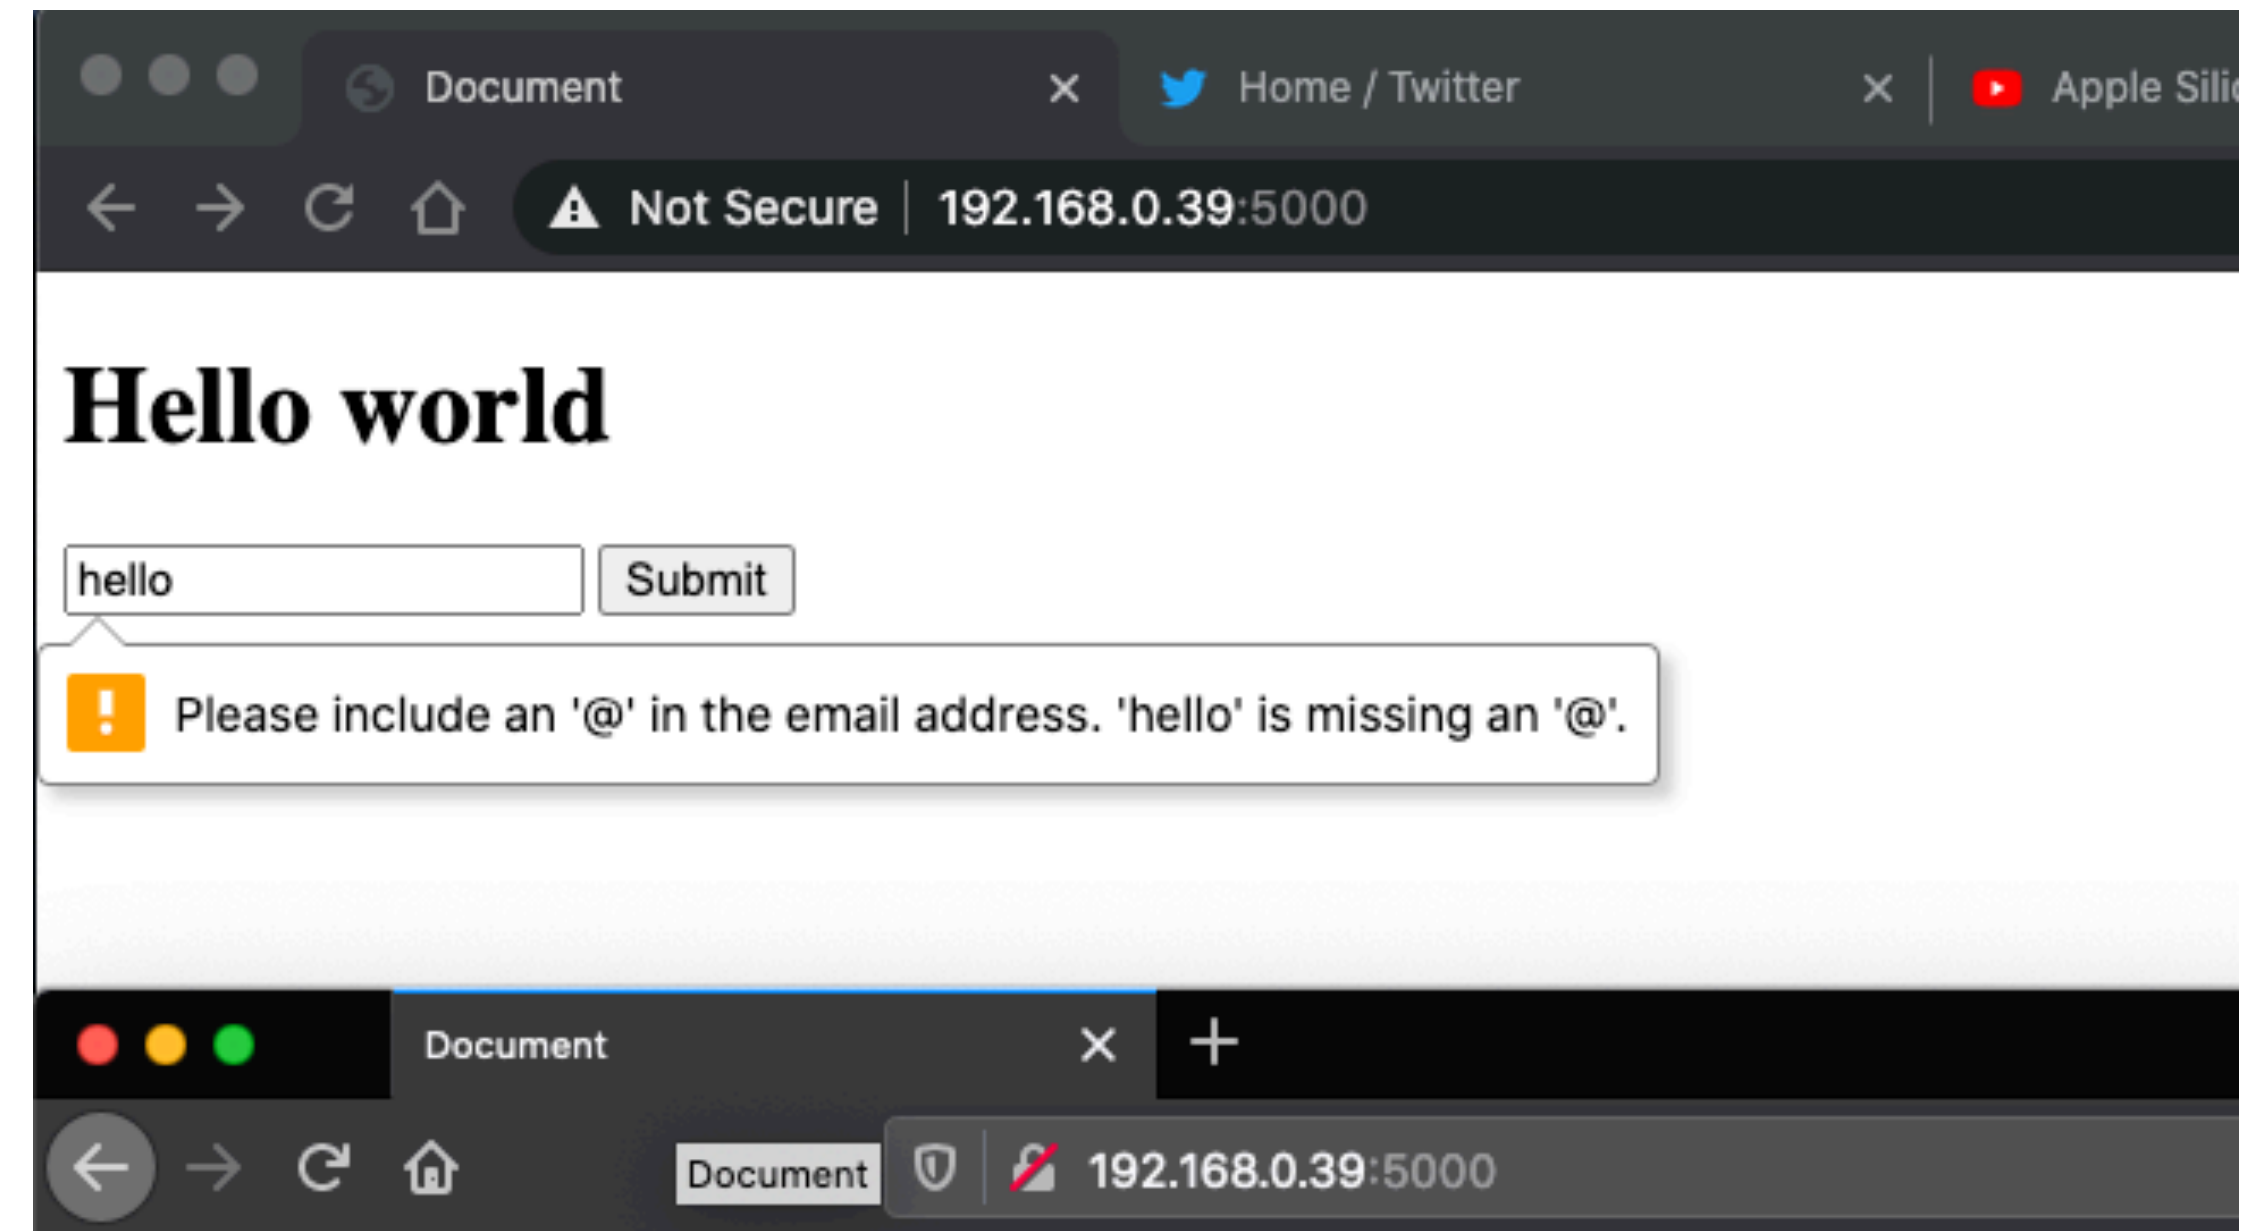 Document
Home / Twitter
Apple Sili
Not Secure
192.168.0.39:5000
Hello world
hello
Submit
Please include an '@' in the email address. 'hello' is missing an '@'.
Document
Document
192.168.0.39:5000